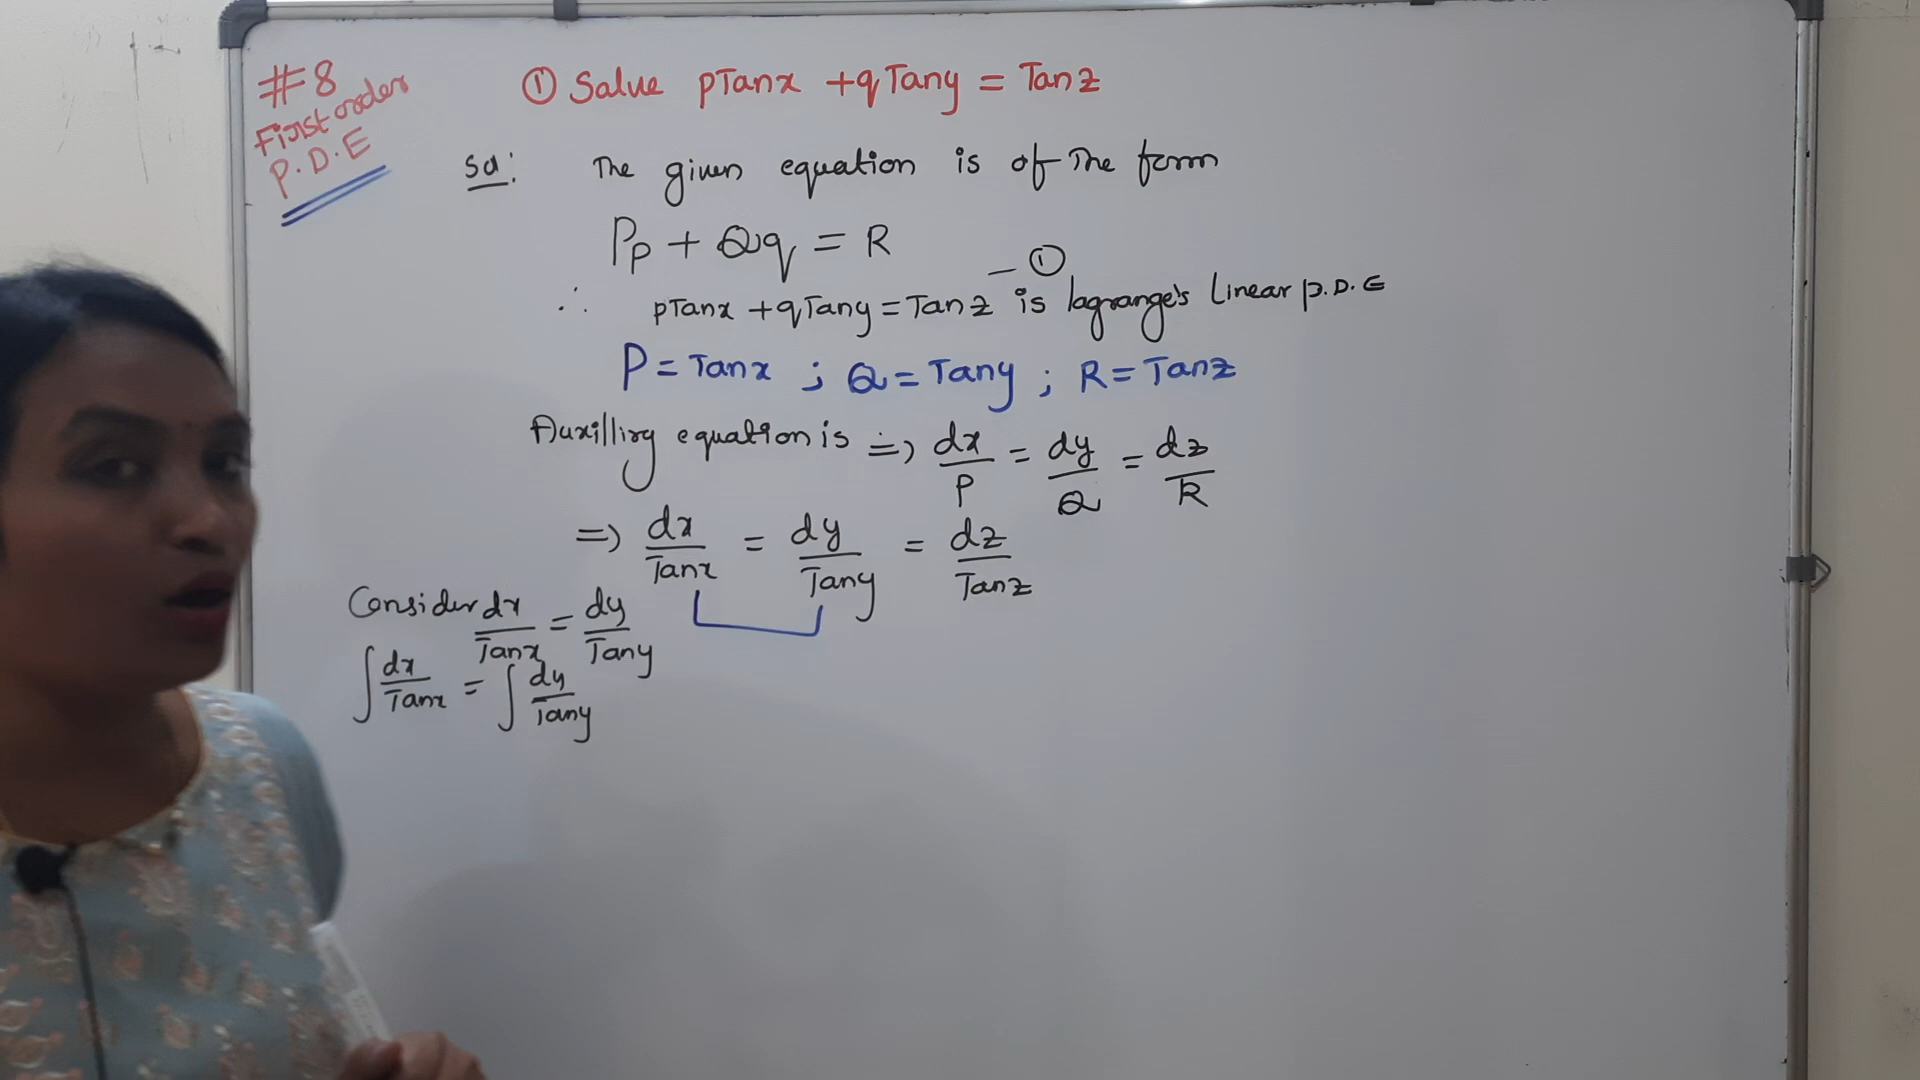 #8
First order
P.D.E
① Salve pTanx + qTany = Tanz
Sol: The given equation is of The form
Pp + Qq = R
∴ pTanx + qTany = Tanz — ① is lagrange's Linear p.D.E
P = Tanx ; Q = Tany ; R = Tanz
Auxilliry equation is => dx/P = dy/Q = dz/R
=> dx/Tanx = dy/Tany = dz/Tanz
Consider dx/Tanx = dy/Tany
∫ dx/Tanx = ∫ dy/Tany